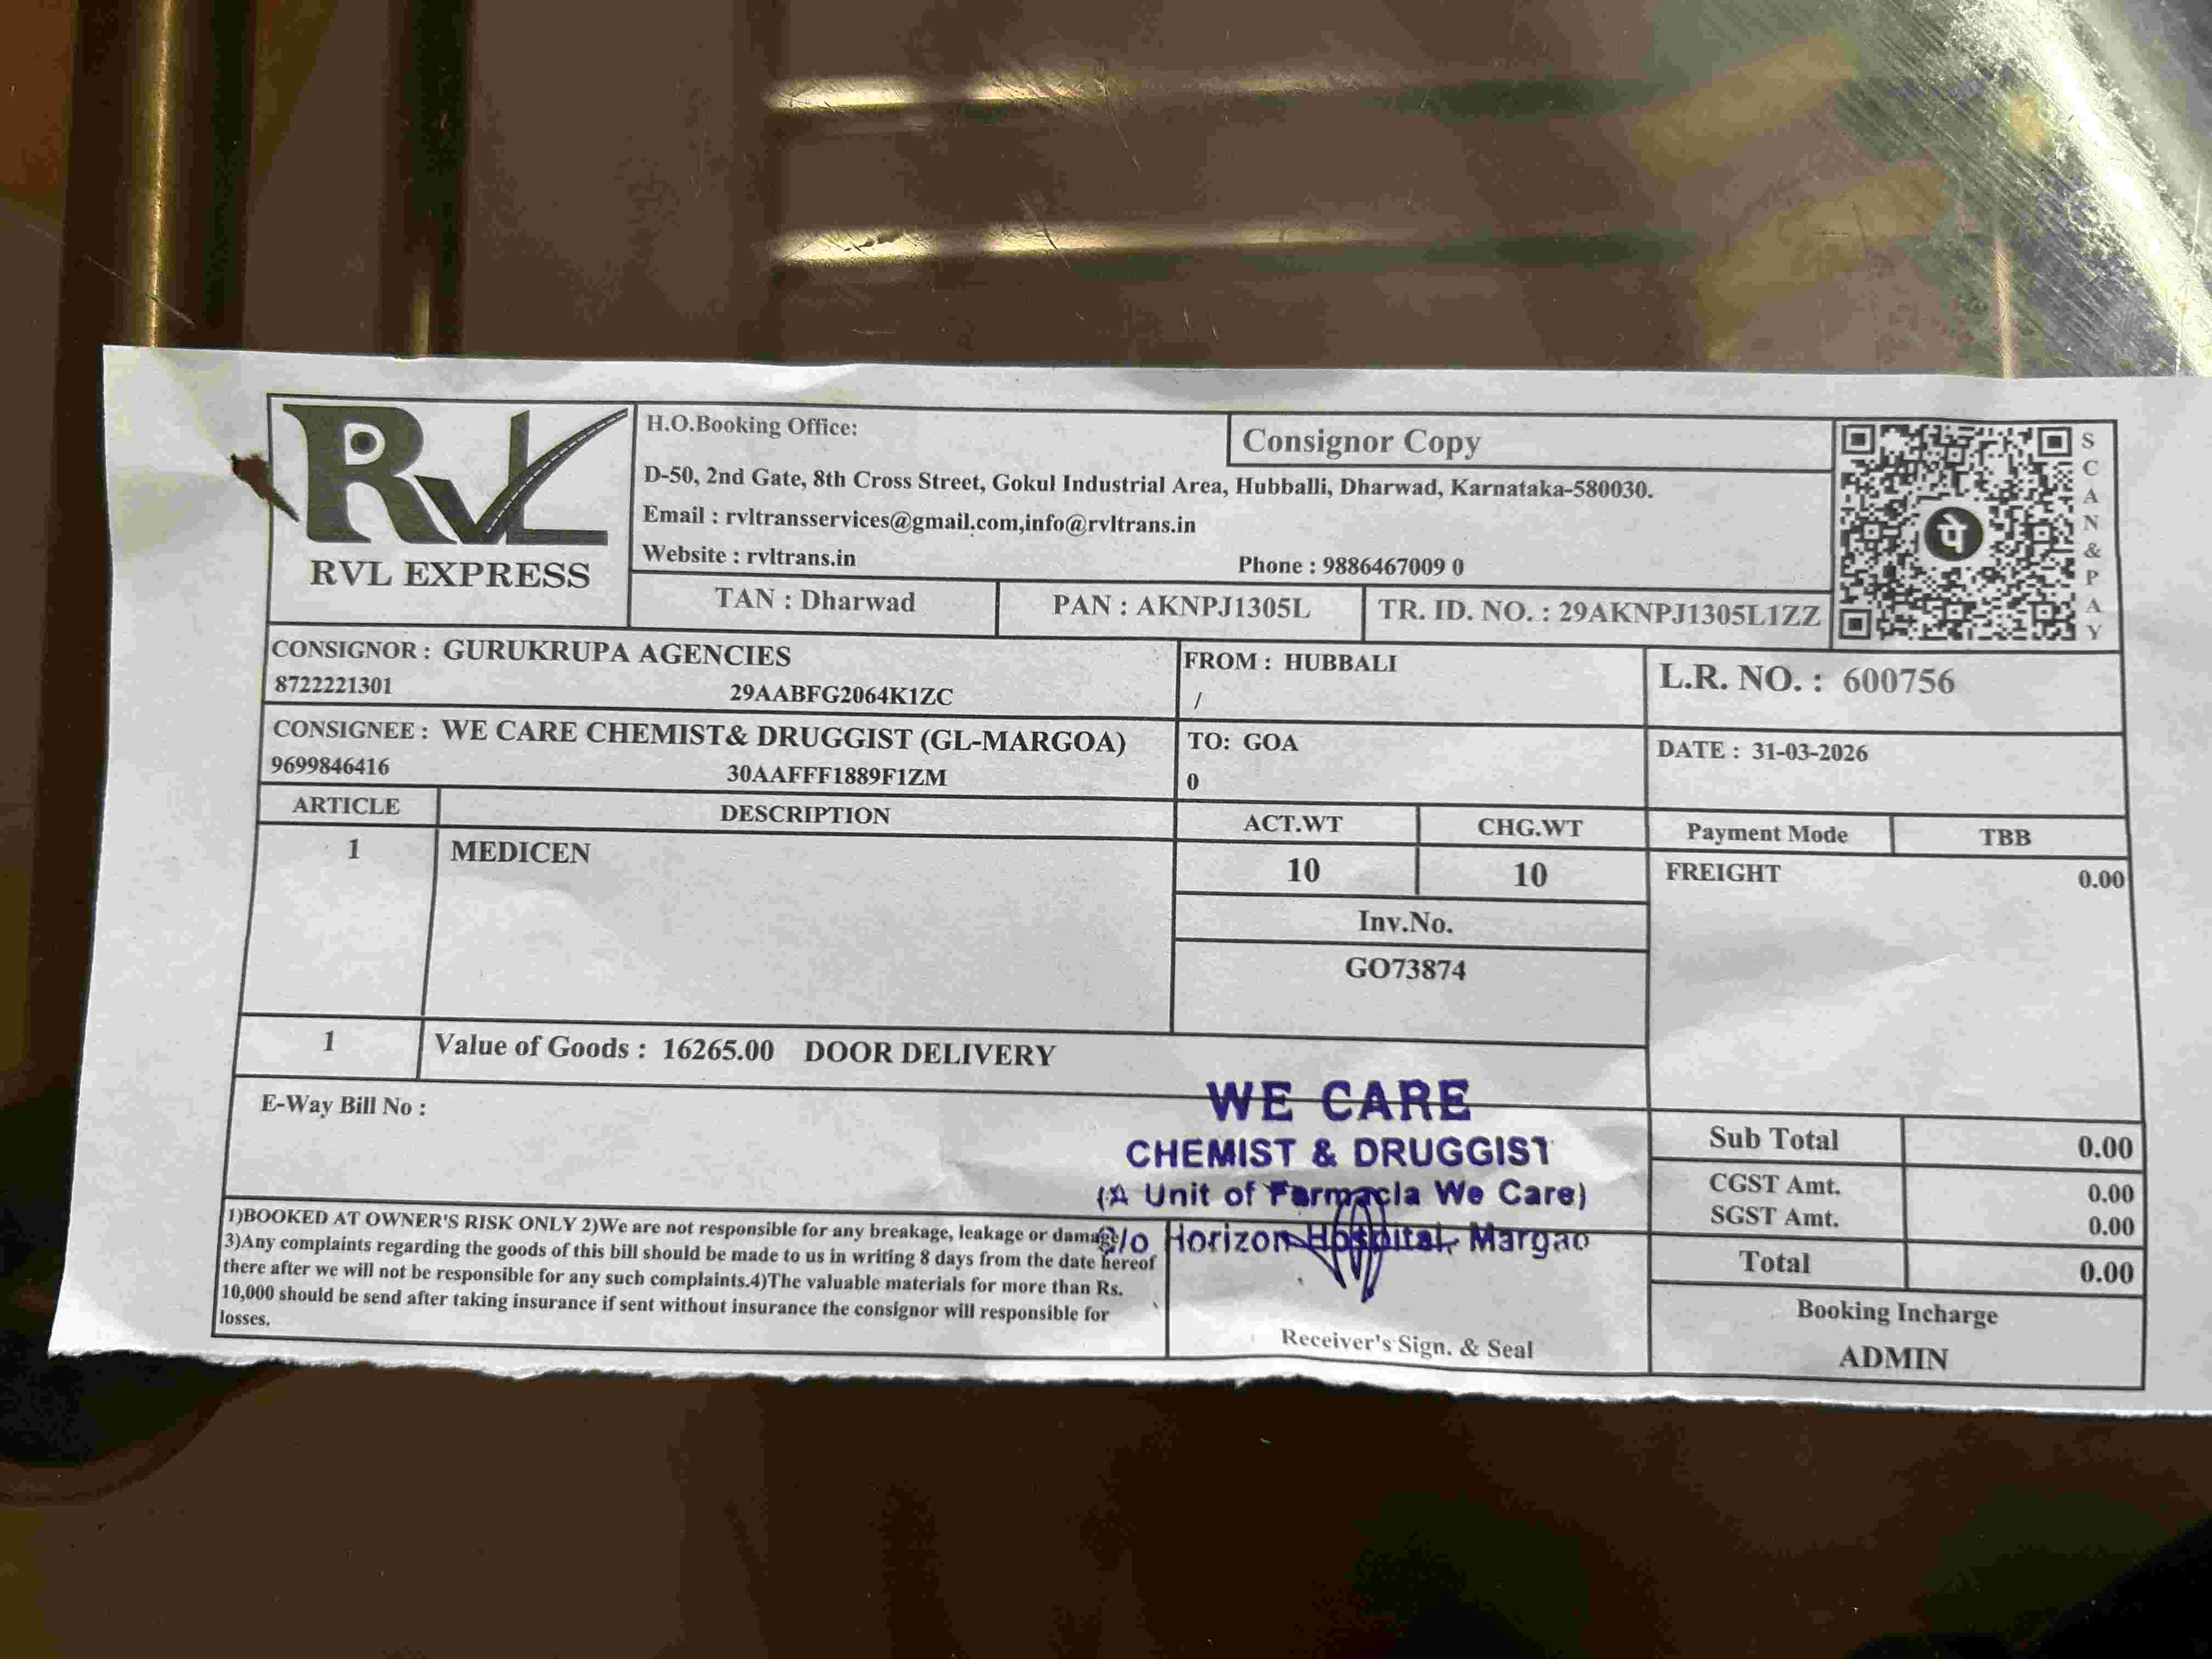 RVL
RVL EXPRESS
H.O.Booking Office:
Consignor Copy
D-50, 2nd Gate, 8th Cross Street, Gokul Industrial Area, Hubballi, Dharwad, Karnataka-580030.
Email : rvltransservices@gmail.com,info@rvltrans.in
Website : rvltrans.in
Phone : 9886467009 0
TAN : Dharwad
PAN : AKNPJ1305L
TR. ID. NO. : 29AKNPJ1305L1ZZ
पे
SCAN & PAY
CONSIGNOR : GURUKRUPA AGENCIES
8722221301 29AABFG2064K1ZC
FROM : HUBBALI
/
L.R. NO. : 600756
CONSIGNEE : WE CARE CHEMIST& DRUGGIST (GL-MARGOA)
9699846416 30AAFFF1889F1ZM
TO: GOA
0
DATE : 31-03-2026
ARTICLE DESCRIPTION ACT.WT CHG.WT Payment Mode TBB
1 MEDICEN 10 10 FREIGHT 0.00
Inv.No.
GO73874
1 Value of Goods : 16265.00 DOOR DELIVERY
E-Way Bill No :
WE CARE
CHEMIST & DRUGGIST
(A Unit of Farmacia We Care)
C/o Horizon Hospital, Margao
Sub Total 0.00
CGST Amt. 0.00
SGST Amt. 0.00
Total 0.00
1)BOOKED AT OWNER'S RISK ONLY 2)We are not responsible for any breakage, leakage or damage
3)Any complaints regarding the goods of this bill should be made to us in writing 8 days from the date hereof
there after we will not be responsible for any such complaints.4)The valuable materials for more than Rs.
10,000 should be send after taking insurance if sent without insurance the consignor will responsible for
losses.
Receiver's Sign. & Seal
Booking Incharge
ADMIN